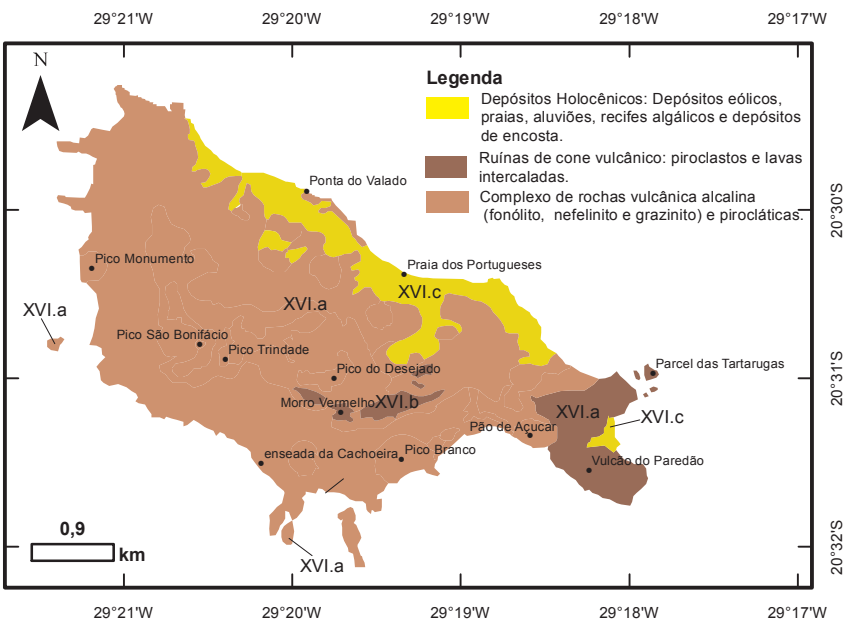 29°21'W 29°20'W 29°19'W 29°18'W 29°17'W
N
Legenda
Depósitos Holocênicos: Depósitos eólicos,
praias, aluviões, recifes algálicos e depósitos
de encosta.
Ruínas de cone vulcânico: piroclastos e lavas
intercaladas.
Complexo de rochas vulcânica alcalina
(fonólito, nefelinito e grazinito) e pirocláticas.
Ponta do Valado
20°30'S
Pico Monumento
Praia dos Portugueses
XVI.c
XVI.a
XVI.a
Pico São Bonifácio
Pico Trindade
Pico do Desejado
Parcel das Tartarugas
20°31'S
Morro Vermelho
XVI.b
XVI.a
XVI.c
Pão de Açucar
enseada da Cachoeira
Pico Branco
Vulcão do Paredão
0,9
km
XVI.a
20°32'S
29°21'W 29°20'W 29°19'W 29°18'W 29°17'W